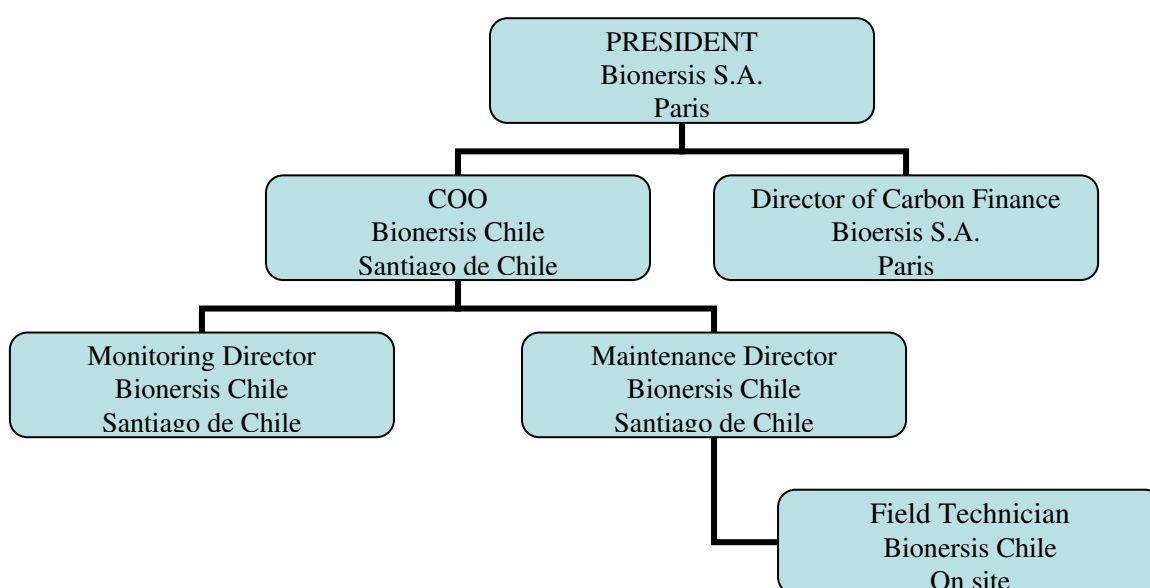 PRESIDENT
Bionersis S.A.
Paris
COO
Bionersis Chile
Santiago de Chile
Director of Carbon Finance
Bioersis S.A.
Paris
Monitoring Director
Bionersis Chile
Santiago de Chile
Maintenance Director
Bionersis Chile
Santiago de Chile
Field Technician
Bionersis Chile
On site